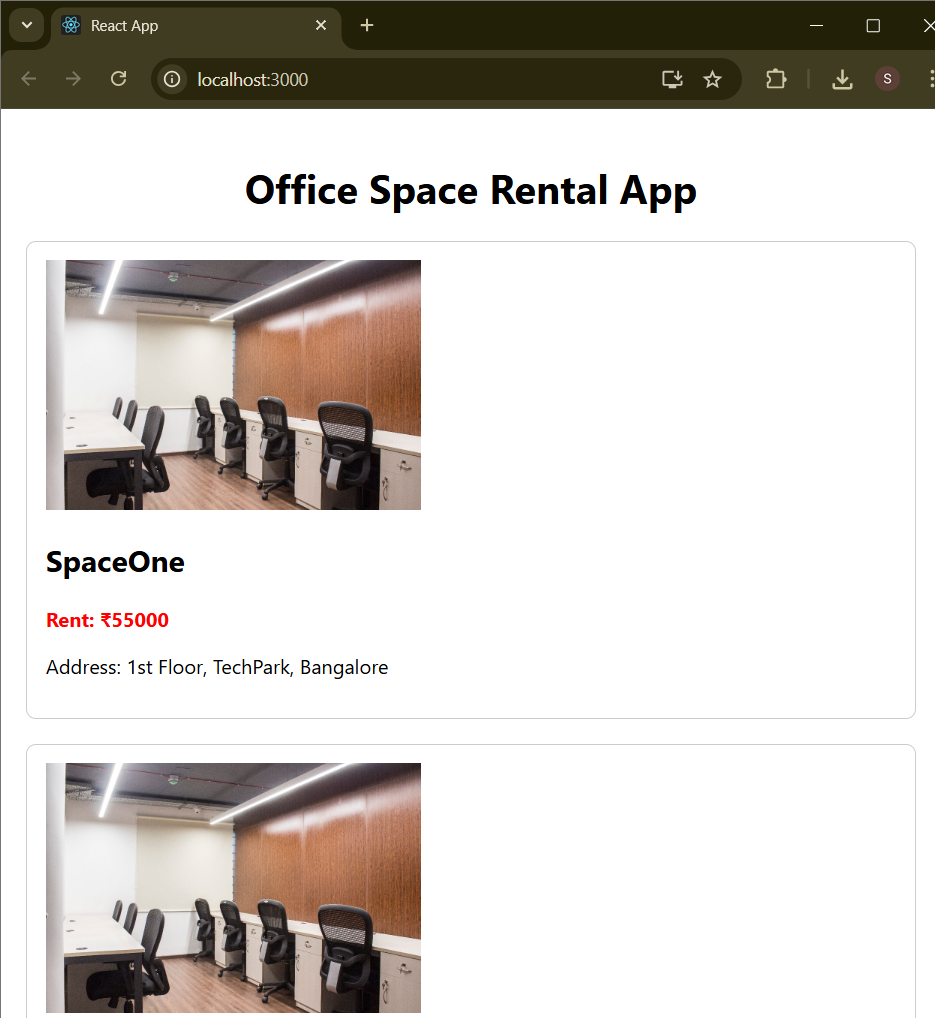 React App
localhost:3000
S
Office Space Rental App
SpaceOne
Rent: ₹55000
Address: 1st Floor, TechPark, Bangalore